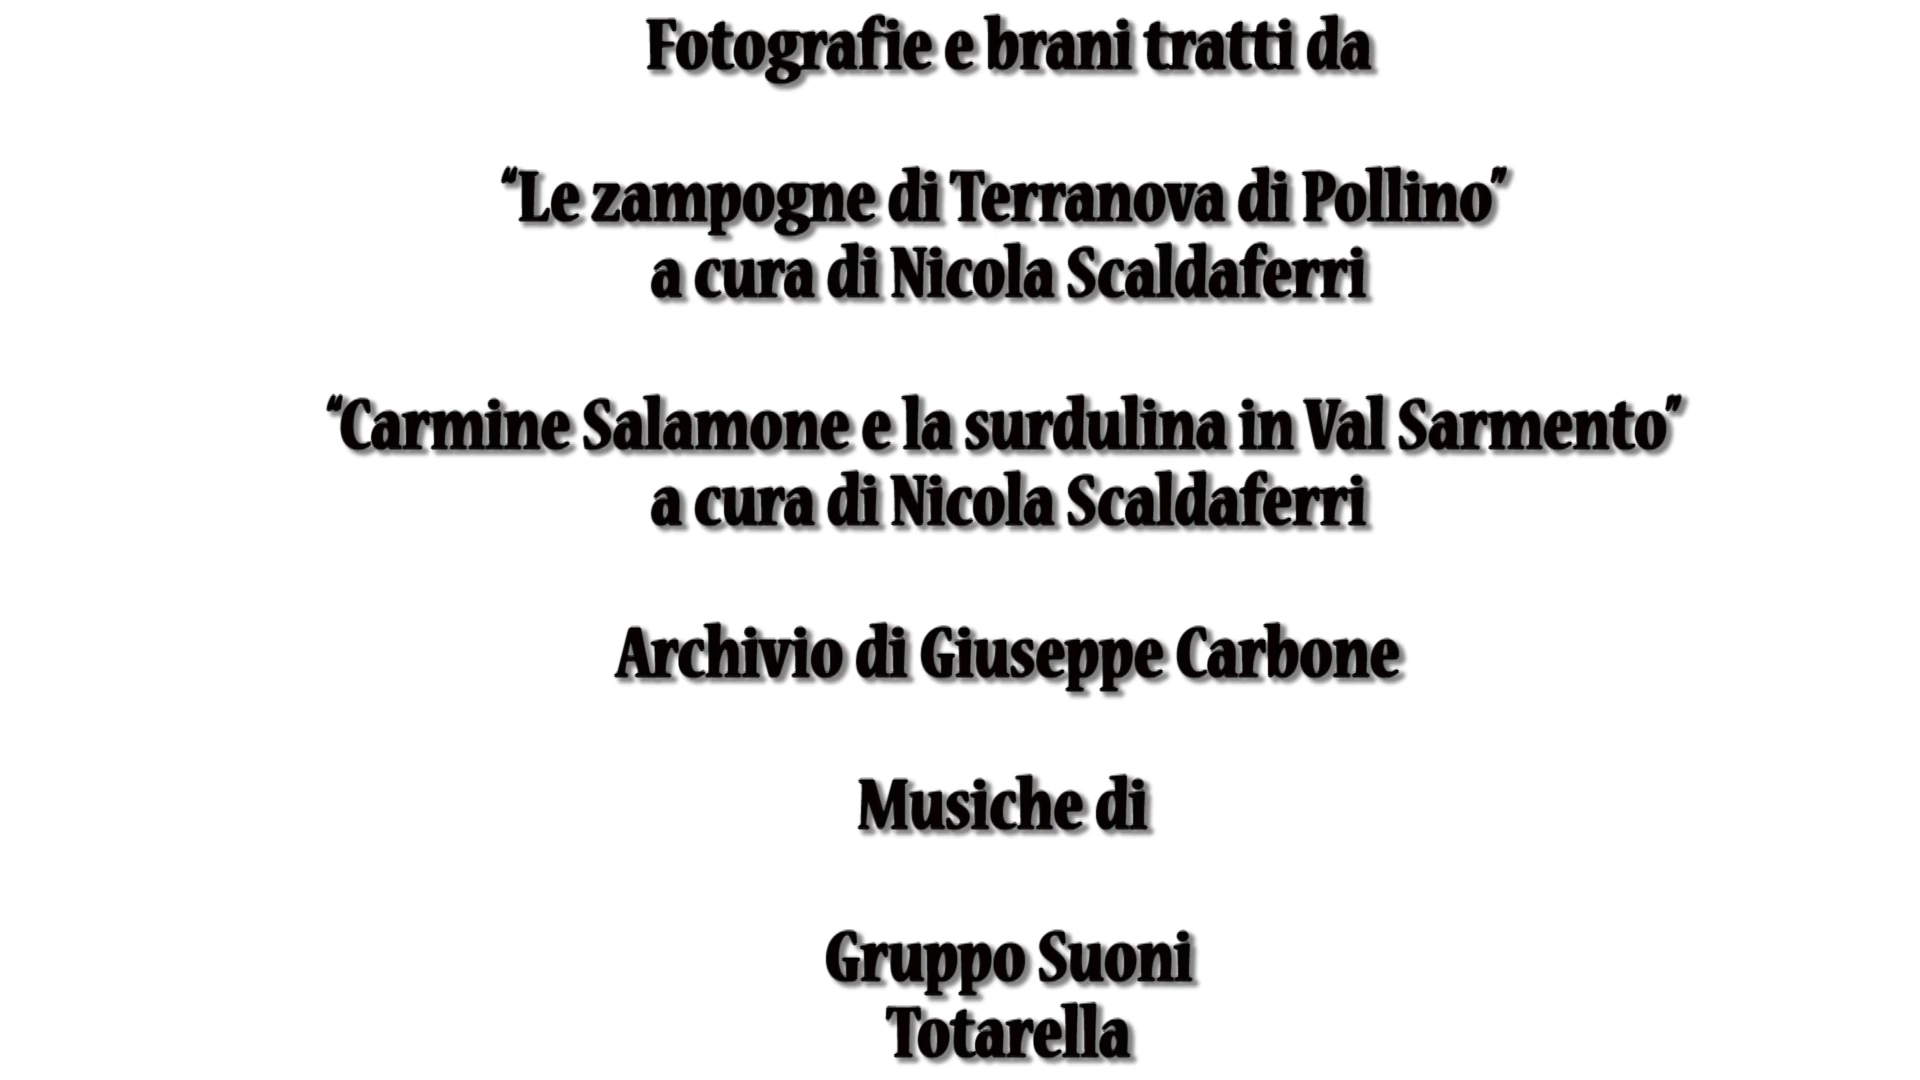 Fotografie e brani tratti da
“Le zampogne di Terranova di Pollino”
a cura di Nicola Scaldaferri
“Carmine Salamone e la surdulina in Val Sarmento”
a cura di Nicola Scaldaferri
Archivio di Giuseppe Carbone
Musiche di
Gruppo Suoni
Totarella